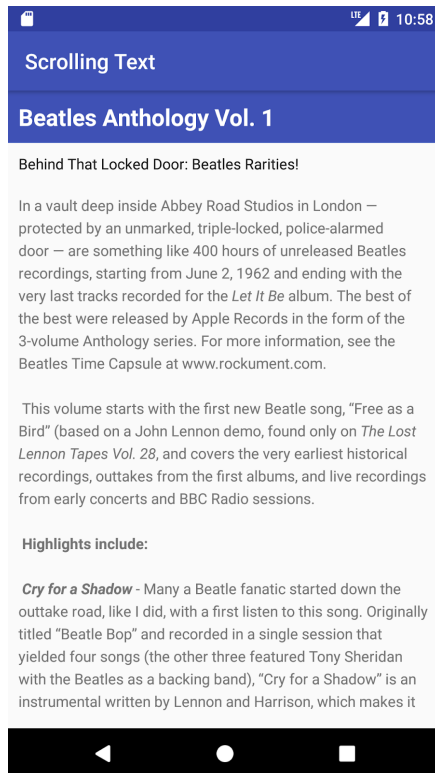 LTE 10:58
Scrolling Text
Beatles Anthology Vol. 1
Behind That Locked Door: Beatles Rarities!
In a vault deep inside Abbey Road Studios in London —
protected by an unmarked, triple-locked, police-alarmed
door — are something like 400 hours of unreleased Beatles
recordings, starting from June 2, 1962 and ending with the
very last tracks recorded for the Let It Be album. The best of
the best were released by Apple Records in the form of the
3-volume Anthology series. For more information, see the
Beatles Time Capsule at www.rockument.com.
This volume starts with the first new Beatle song, “Free as a
Bird” (based on a John Lennon demo, found only on The Lost
Lennon Tapes Vol. 28, and covers the very earliest historical
recordings, outtakes from the first albums, and live recordings
from early concerts and BBC Radio sessions.
Highlights include:
Cry for a Shadow - Many a Beatle fanatic started down the
outtake road, like I did, with a first listen to this song. Originally
titled “Beatle Bop” and recorded in a single session that
yielded four songs (the other three featured Tony Sheridan
with the Beatles as a backing band), “Cry for a Shadow” is an
instrumental written by Lennon and Harrison, which makes it